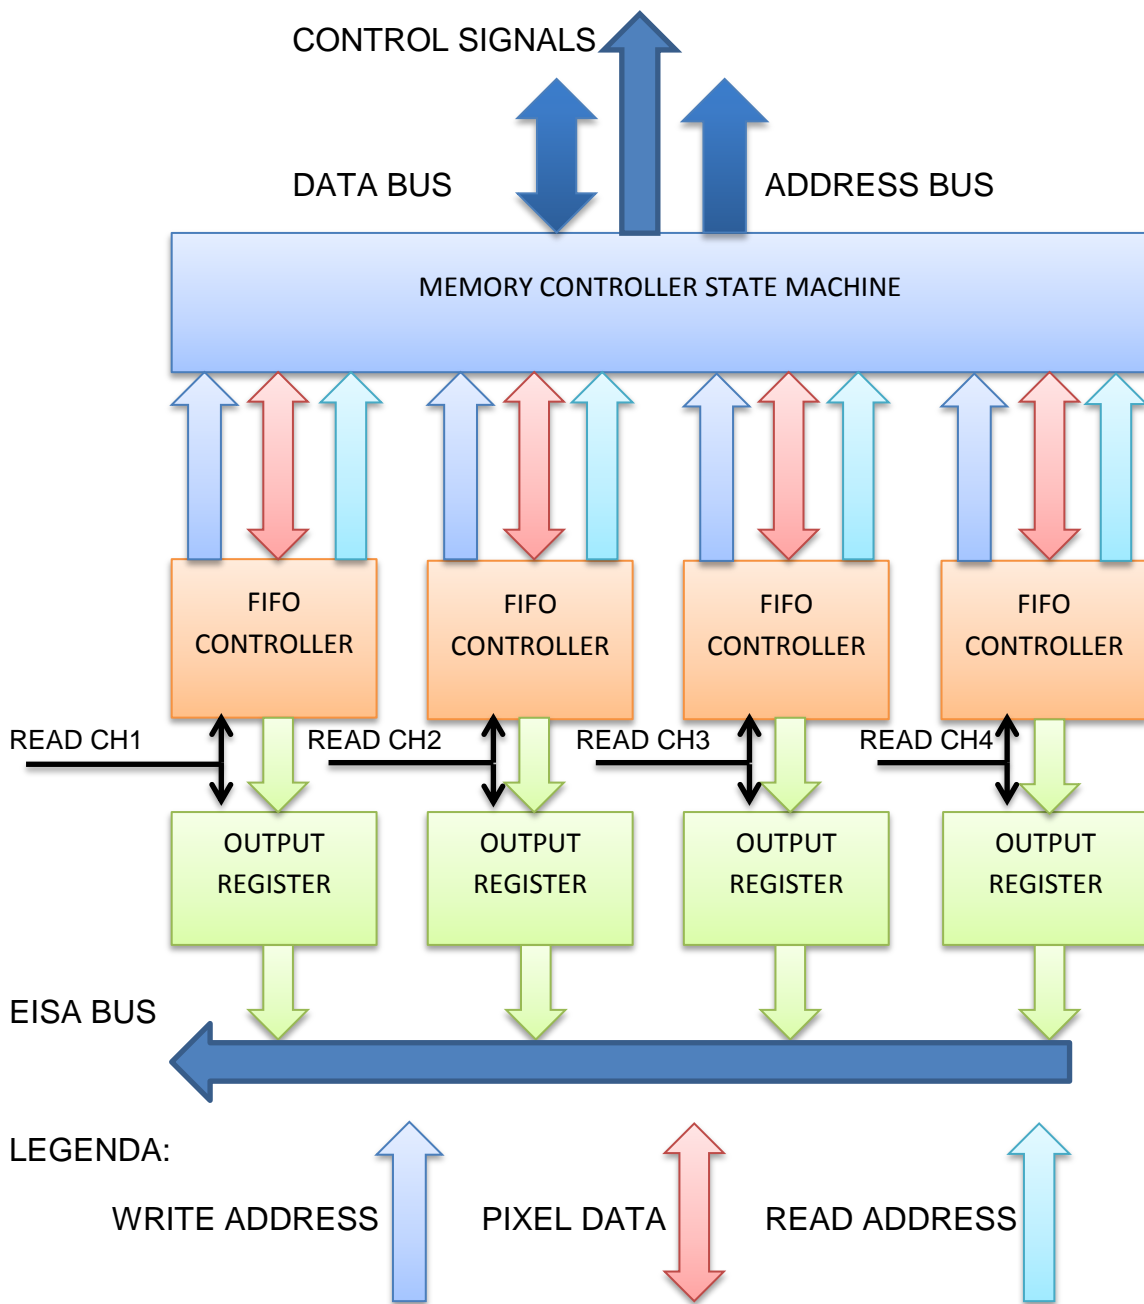 CONTROL SIGNALS
DATA BUS
ADDRESS BUS
MEMORY CONTROLLER STATE MACHINE
FIFO
CONTROLLER
FIFO
CONTROLLER
FIFO
CONTROLLER
FIFO
CONTROLLER
READ CH1
READ CH2
READ CH3
READ CH4
OUTPUT
REGISTER
OUTPUT
REGISTER
OUTPUT
REGISTER
OUTPUT
REGISTER
EISA BUS
LEGENDA:
WRITE ADDRESS
PIXEL DATA
READ ADDRESS